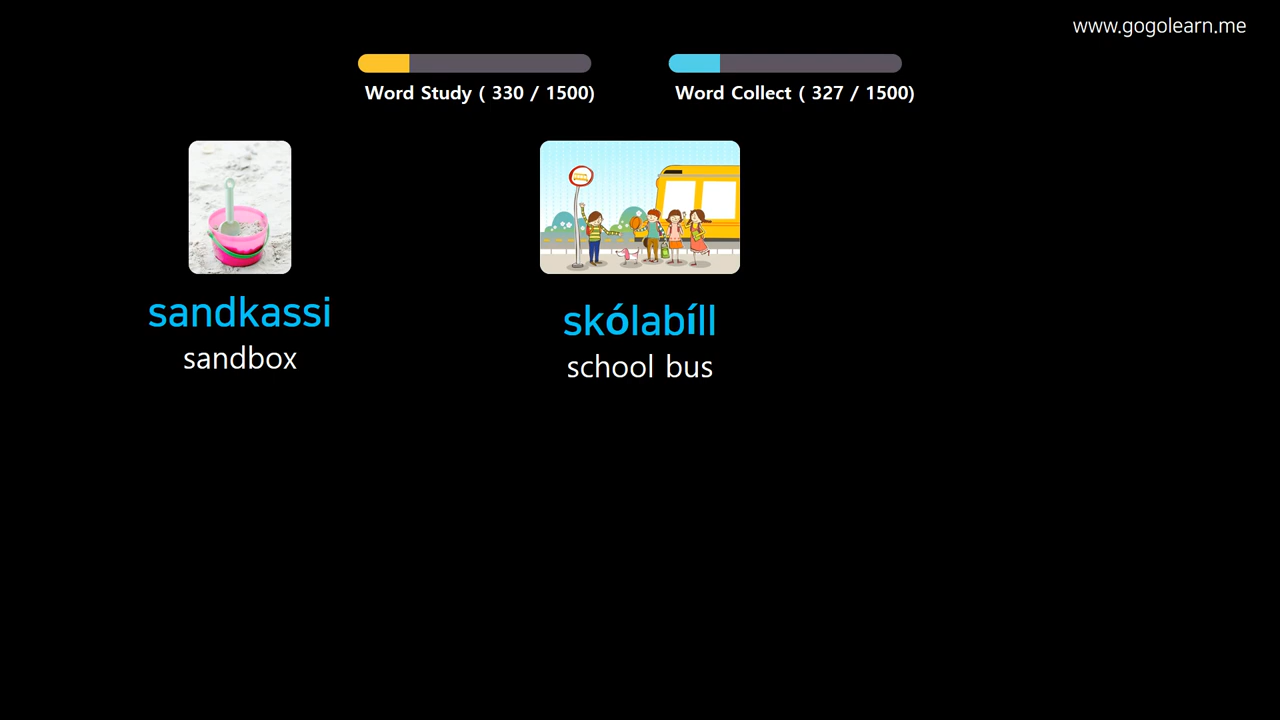 www.gogolearn.me
Word Study ( 330 / 1500)
Word Collect ( 327 / 1500)
sandkassi
sandbox
skólabíll
school bus